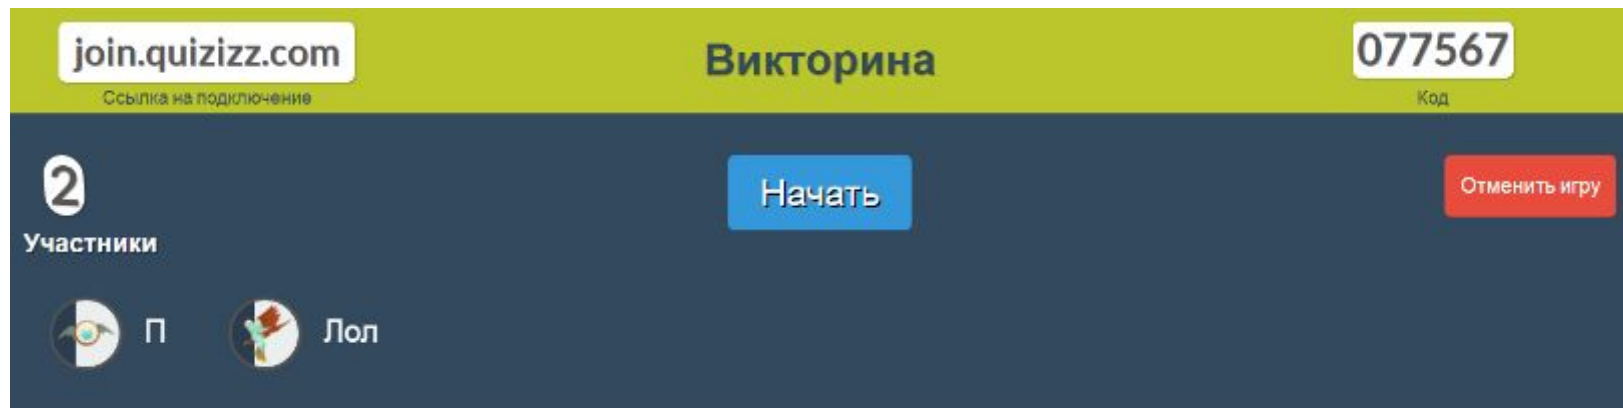 join.quizizz.com
Ссылка на подключение
Викторина
077567
Код
2
Участники
Начать
Отменить игру
П
Лол